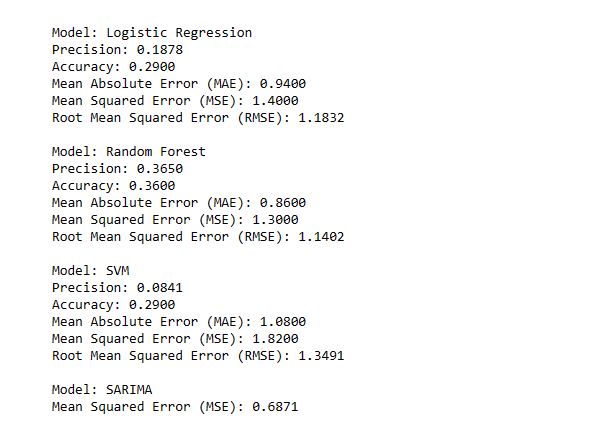 Model: Logistic Regression
Precision: 0.1878
Accuracy: 0.2900
Mean Absolute Error (MAE): 0.9400
Mean Squared Error (MSE): 1.4000
Root Mean Squared Error (RMSE): 1.1832
Model: Random Forest
Precision: 0.3650
Accuracy: 0.3600
Mean Absolute Error (MAE): 0.8600
Mean Squared Error (MSE): 1.3000
Root Mean Squared Error (RMSE): 1.1402
Model: SVM
Precision: 0.0841
Accuracy: 0.2900
Mean Absolute Error (MAE): 1.0800
Mean Squared Error (MSE): 1.8200
Root Mean Squared Error (RMSE): 1.3491
Model: SARIMA
Mean Squared Error (MSE): 0.6871